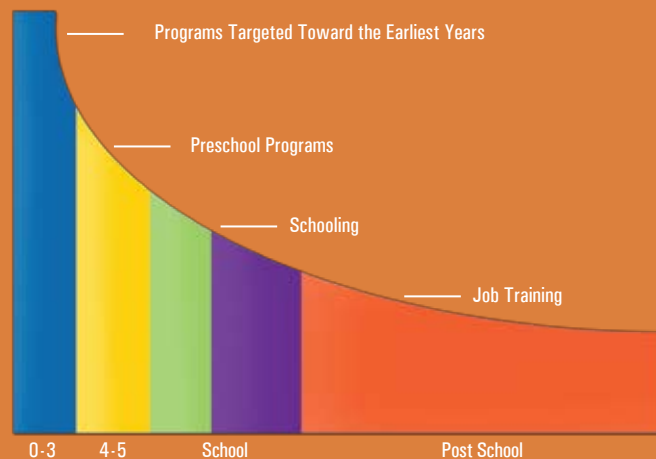 Programs Targeted Toward the Earliest Years
Preschool Programs
Schooling
Job Training
0-3 4-5 School Post School